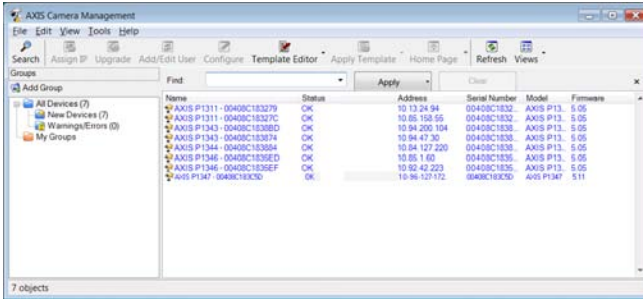 AXIS Camera Management
File Edit View Tools Help
Search Assign IP Upgrade Add/Edit User Configure Template Editor Apply Template Home Page Refresh Views
Groups
Find: Apply Clear x
Add Group
Name Status Address Serial Number Model Firmware
All Devices (7)
New Devices (7)
Warnings/Errors (0)
My Groups
AXIS P1311 - 00408C183279 OK 10.13.24.94 00408C1832... AXIS P13... 5.05
AXIS P1311 - 00408C18327C OK 10.85.158.55 00408C1832... AXIS P13... 5.05
AXIS P1343 - 00408C1838BD OK 10.94.200.104 00408C1838... AXIS P13... 5.05
AXIS P1343 - 00408C183874 OK 10.94.47.30 00408C1838... AXIS P13... 5.05
AXIS P1344 - 00408C183884 OK 10.84.127.220 00408C1838... AXIS P13... 5.05
AXIS P1346 - 00408C1835ED OK 10.85.1.60 00408C1835... AXIS P13... 5.05
AXIS P1346 - 00408C1835EF OK 10.92.42.223 00408C1835... AXIS P13... 5.05
AXIS P1347 - 00408C183C5D OK 10-96-127-172 00408C183C5D AXIS P1347 5.11
7 objects